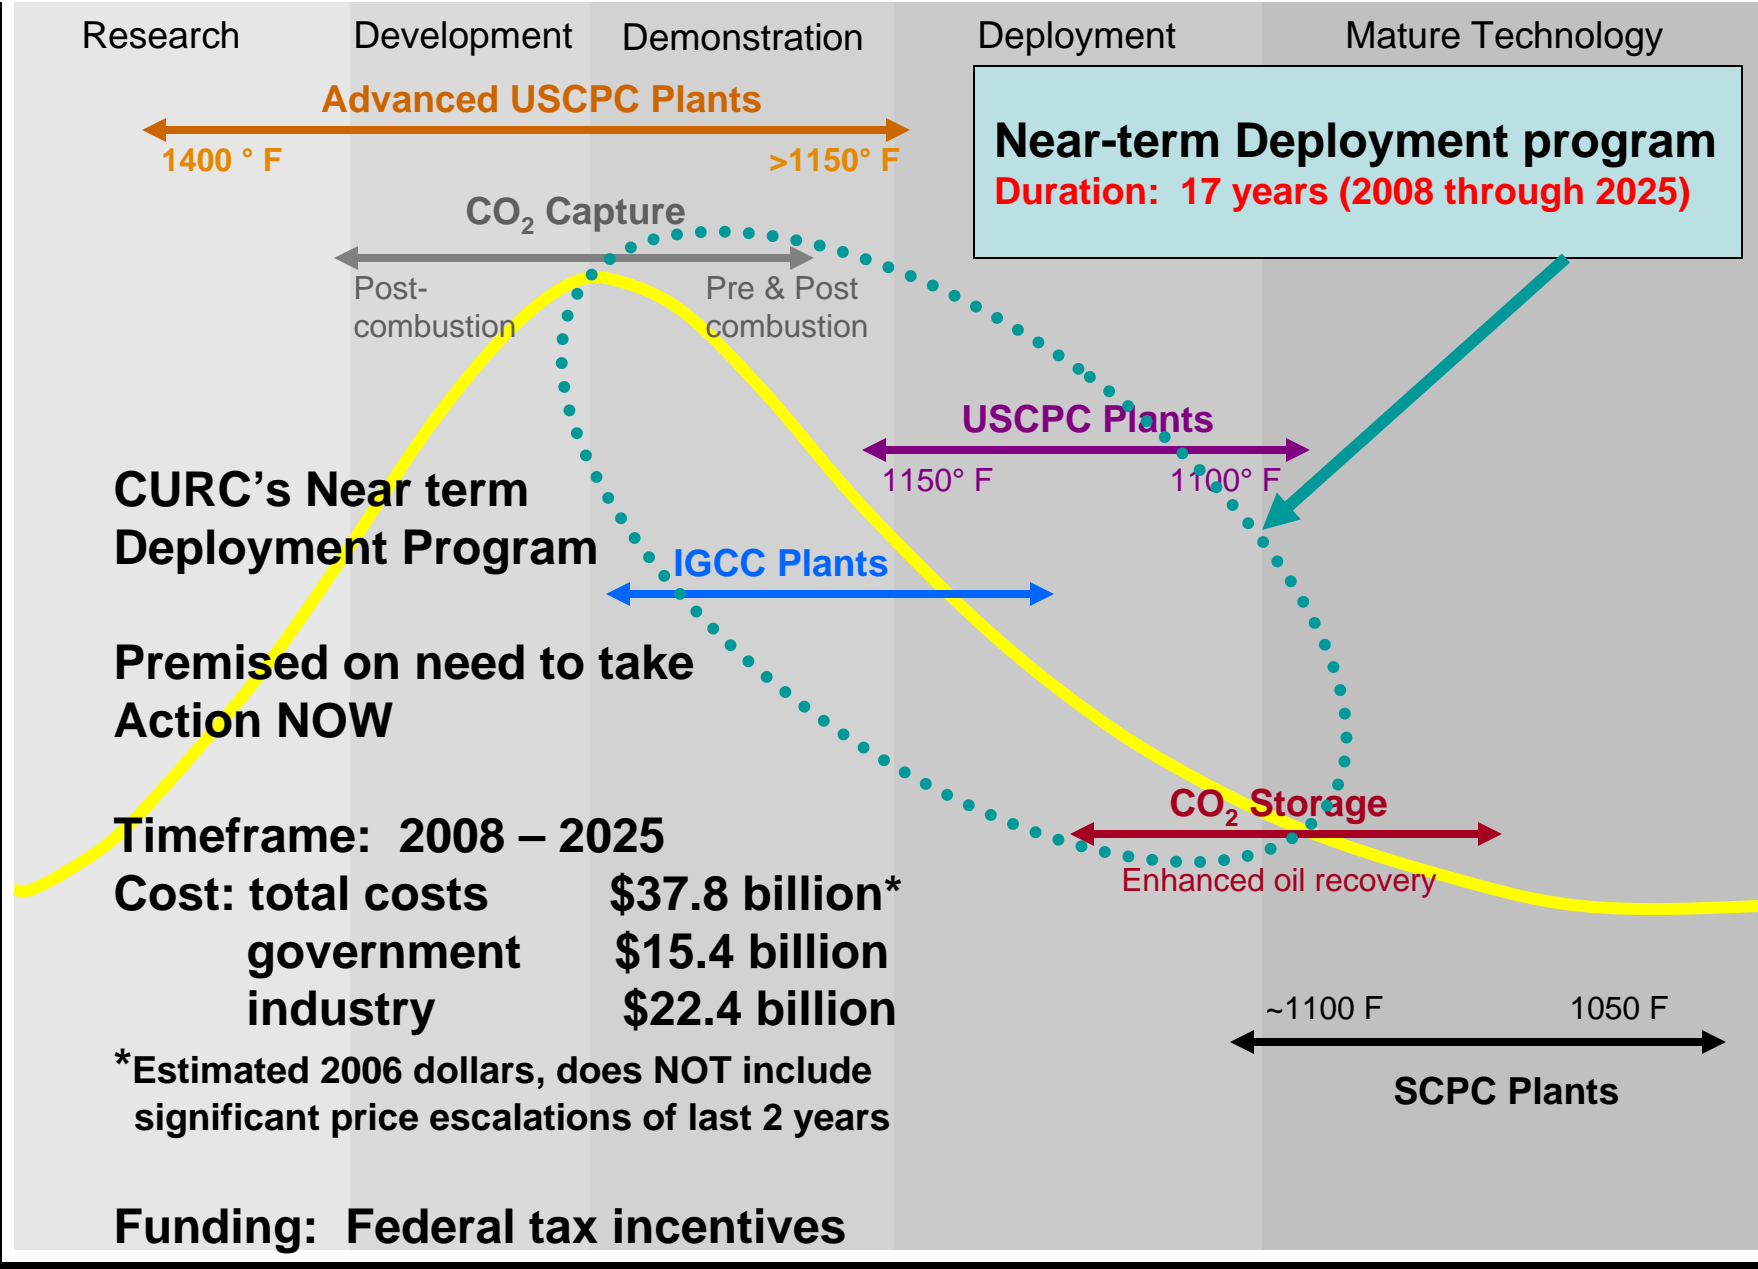 Research Development Demonstration Deployment Mature Technology
Advanced USCPC Plants
1400 ° F >1150° F
Near-term Deployment program
Duration: 17 years (2008 through 2025)
CO2 Capture
Post-
combustion
Pre & Post
combustion
USCPC Plants
1150° F 1100° F
CURC’s Near term
Deployment Program
IGCC Plants
Premised on need to take
Action NOW
CO2 Storage
Enhanced oil recovery
Timeframe: 2008 – 2025
Cost: total costs $37.8 billion*
government $15.4 billion
industry $22.4 billion
*Estimated 2006 dollars, does NOT include
significant price escalations of last 2 years
~1100 F 1050 F
SCPC Plants
Funding: Federal tax incentives